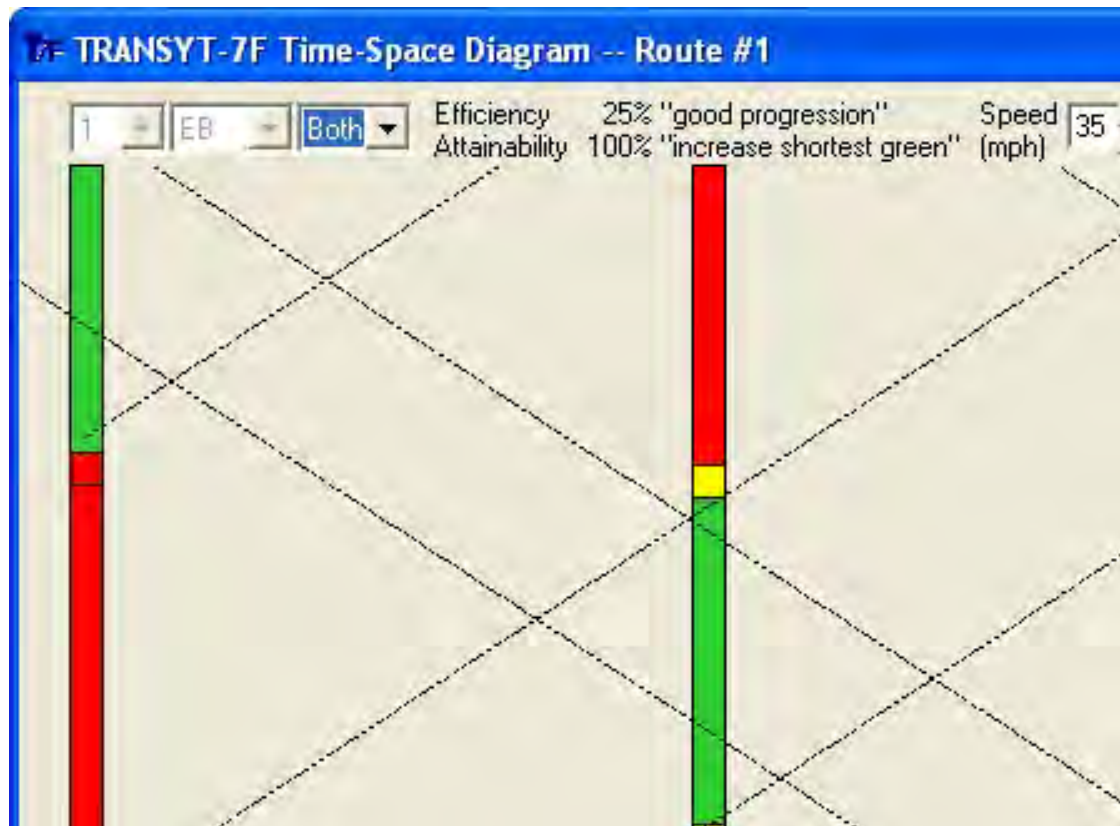 7F TRANSYT-7F Time-Space Diagram -- Route #1
1 EB Both Efficiency 25% "good progression" Speed 35
Attainability 100% "increase shortest green" (mph)